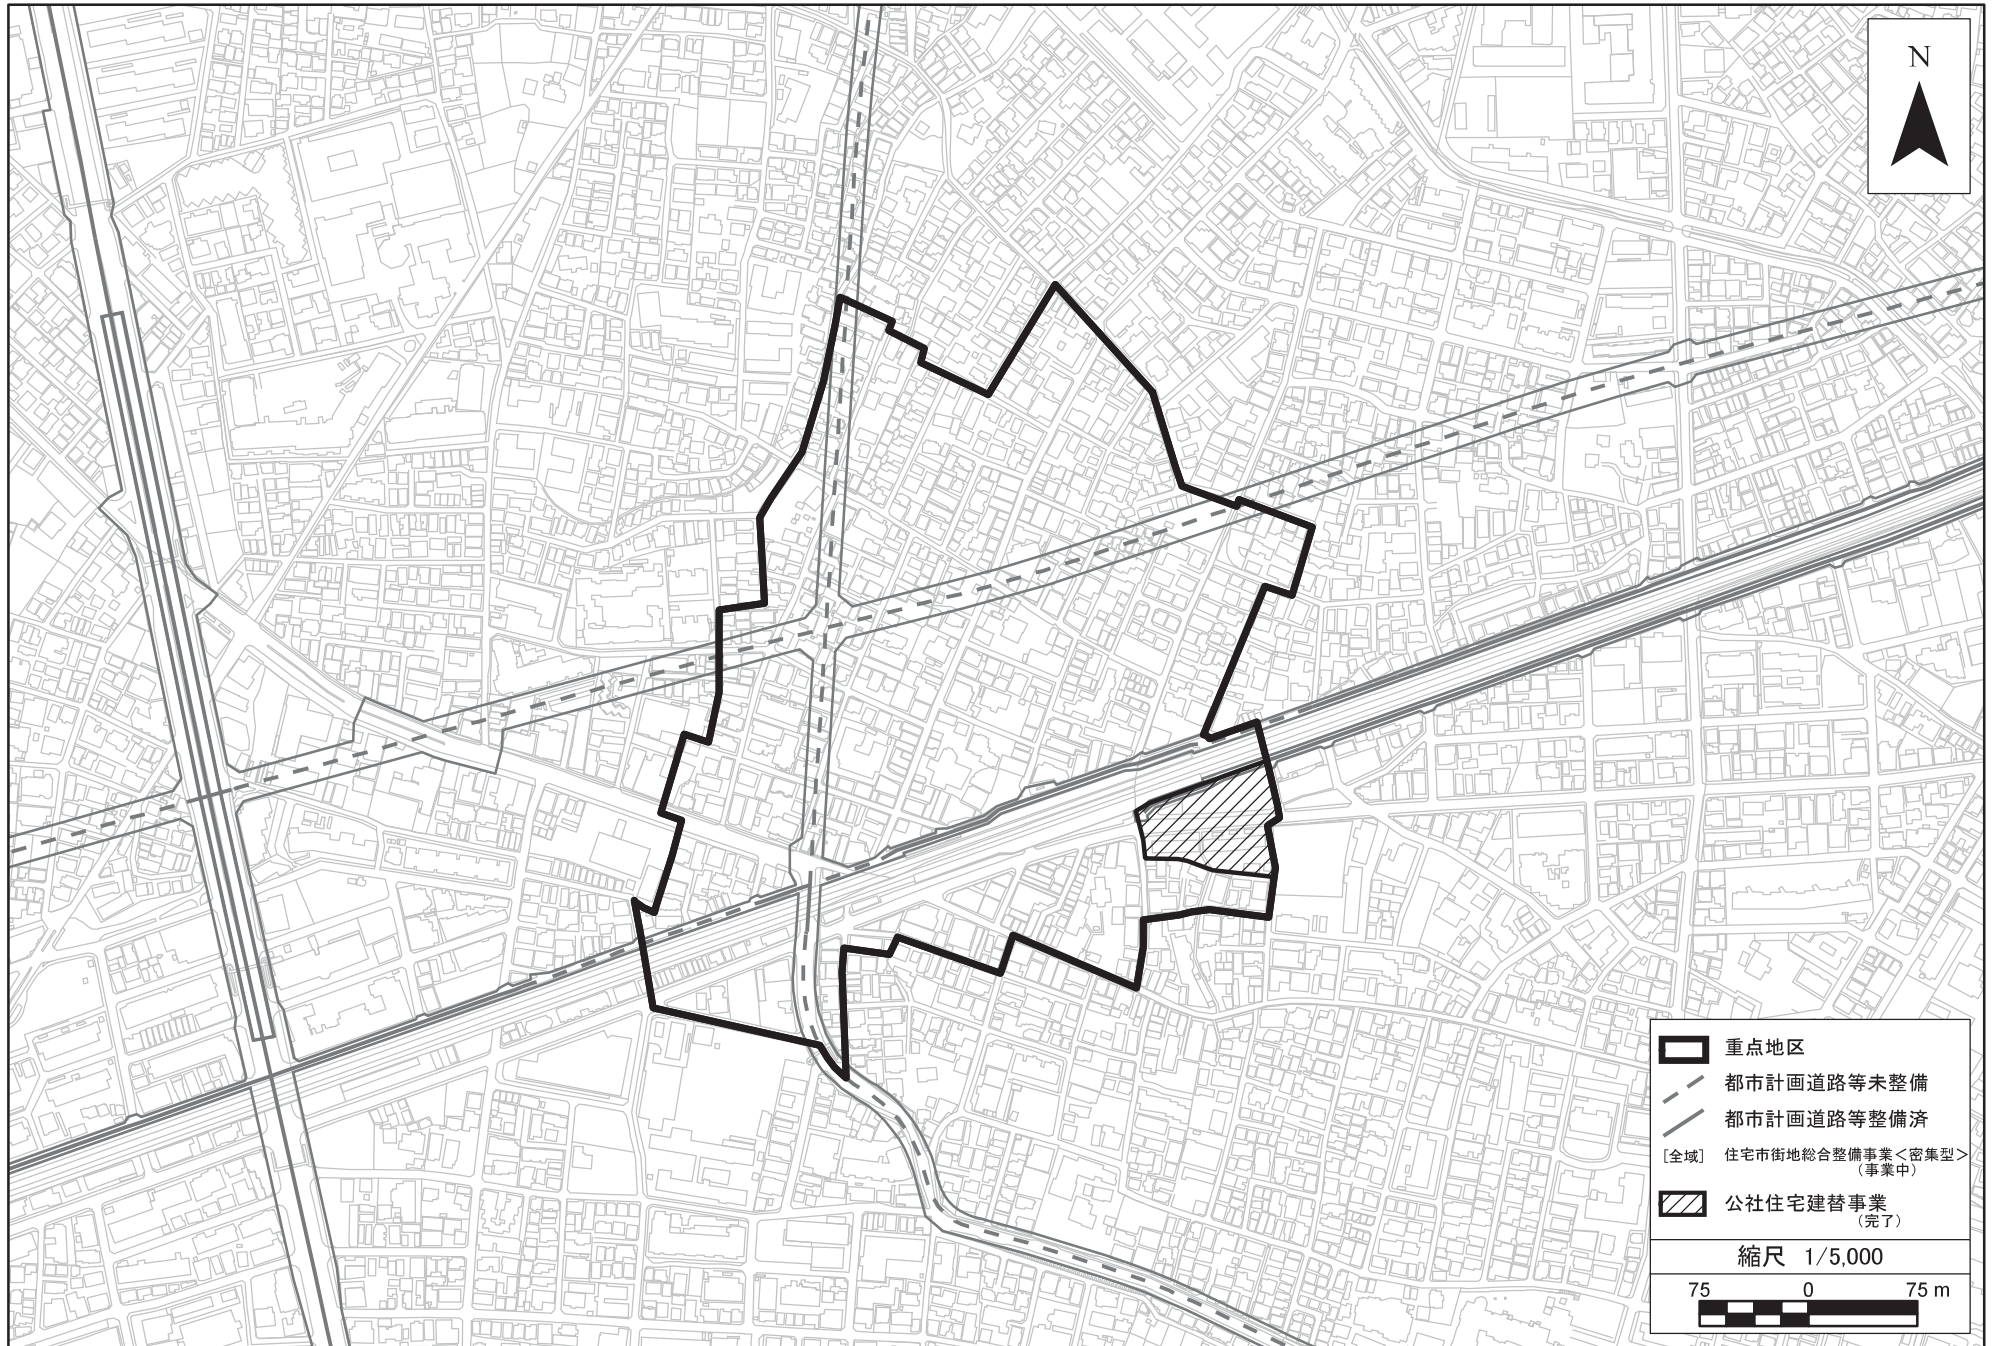 N
重点地区
都市計画道路等未整備
都市計画道路等整備済
[全域] 住宅市街地総合整備事業<密集型>
(事業中)
公社住宅建替事業
(完了)
縮尺 1/5,000
75 0 75 m